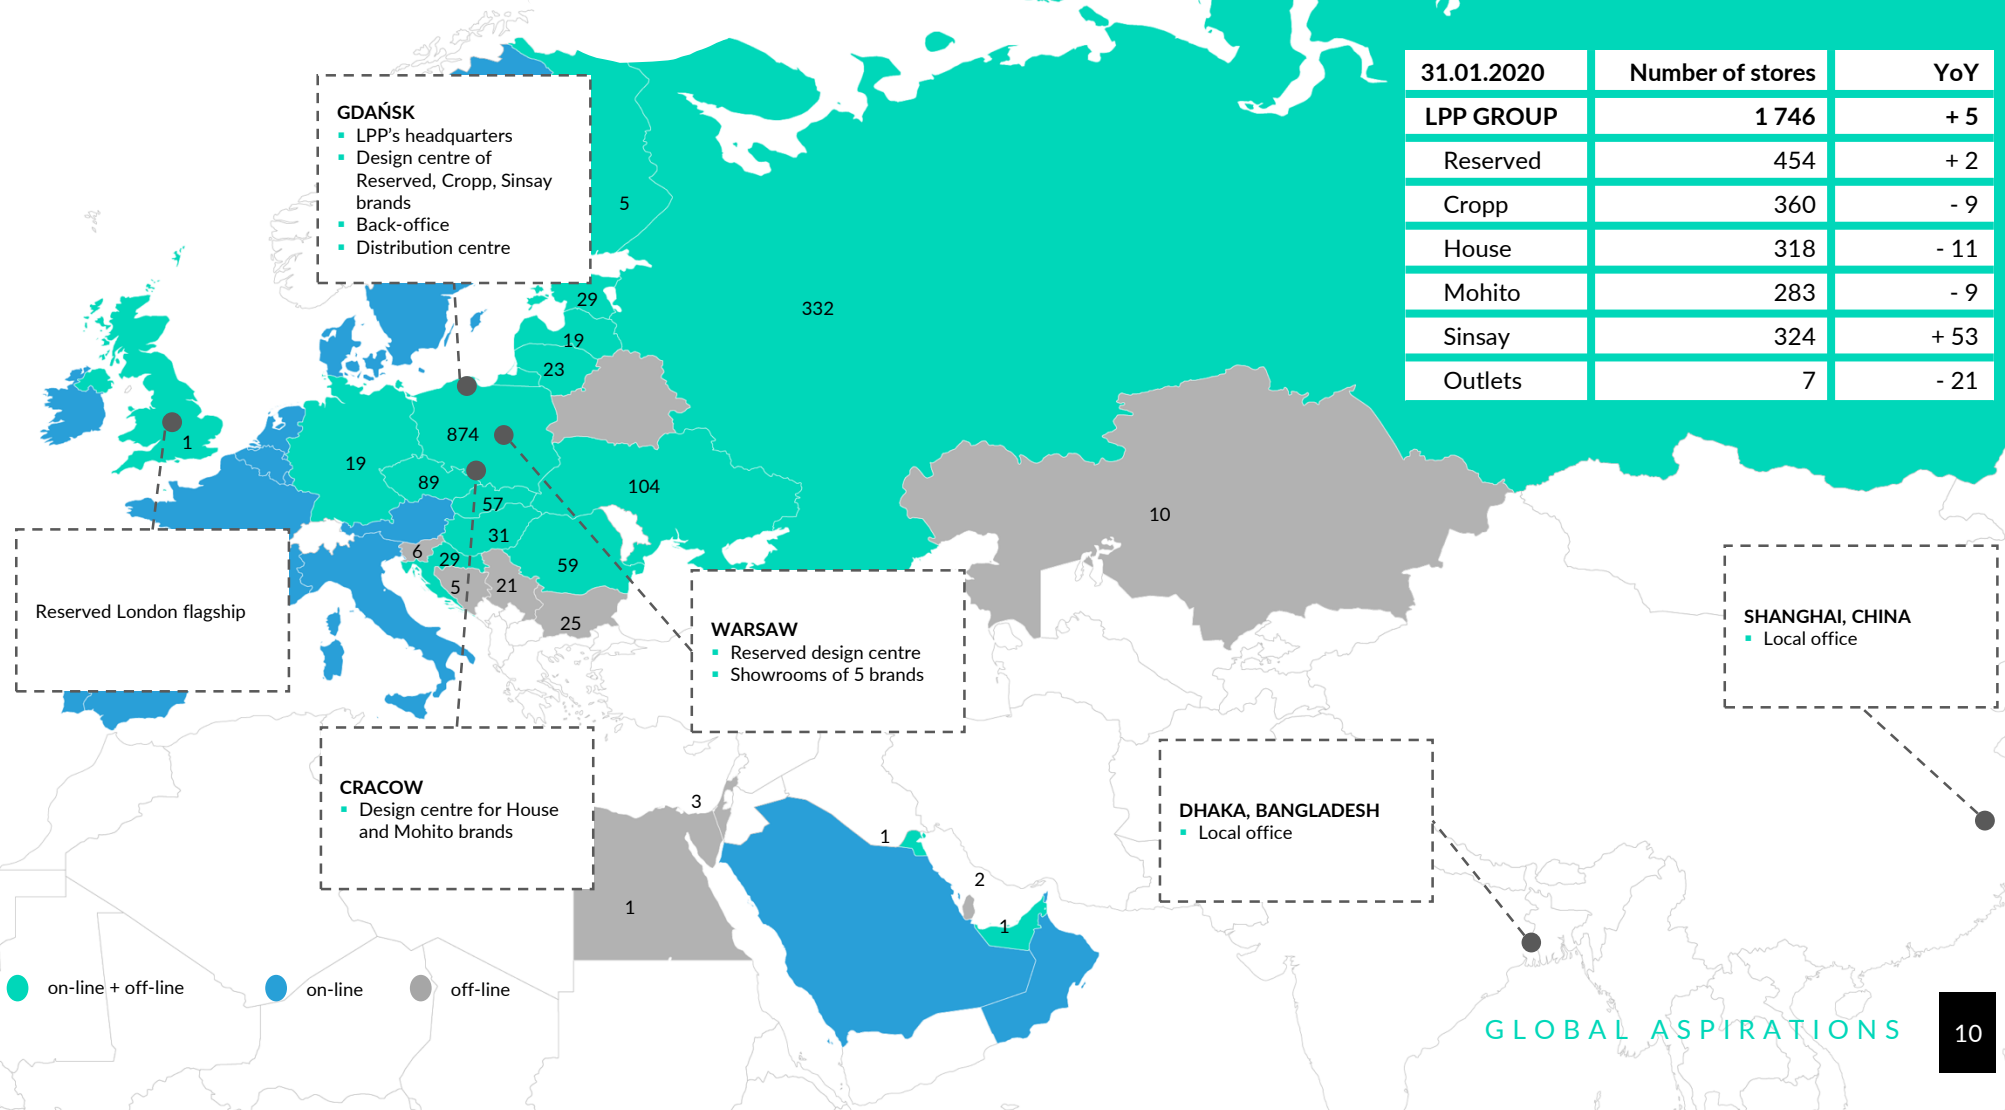 31.01.2020 Number of stores YoY
LPP GROUP 1 746 + 5
Reserved 454 + 2
Cropp 360 - 9
House 318 - 11
Mohito 283 - 9
Sinsay 324 + 53
Outlets 7 - 21
GDAŃSK
▪ LPP's headquarters
▪ Design centre of
Reserved, Cropp, Sinsay
brands
▪ Back-office
▪ Distribution centre
5
29
332
19
23
1
874
19
89
104
57
10
31
6
29
59
5
21
25
Reserved London flagship
WARSAW
▪ Reserved design centre
▪ Showrooms of 5 brands
SHANGHAI, CHINA
▪ Local office
CRACOW
▪ Design centre for House
and Mohito brands
3
1
2
1
1
DHAKA, BANGLADESH
▪ Local office
on-line + off-line
on-line
off-line
GLOBAL ASPIRATIONS
10